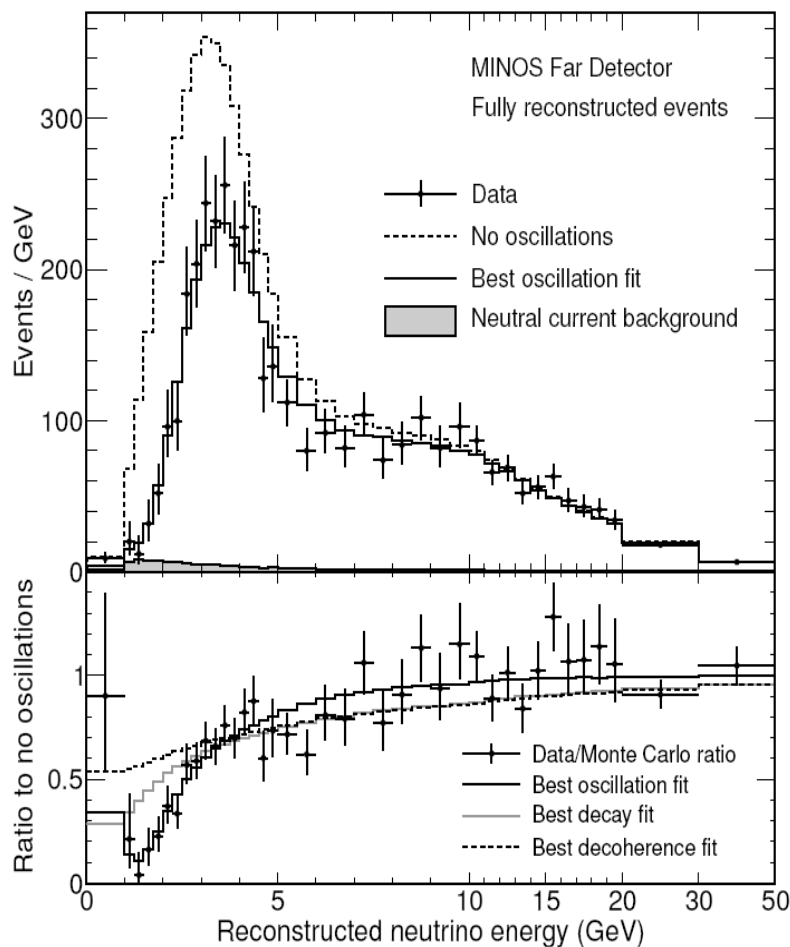 MINOS Far Detector
Fully reconstructed events
Data
No oscillations
Best oscillation fit
Neutral current background
Events / GeV
300
200
100
0
Ratio to no oscillations
1
0.5
0
Data/Monte Carlo ratio
Best oscillation fit
Best decay fit
Best decoherence fit
0 5 10 15 20 30 50
Reconstructed neutrino energy (GeV)